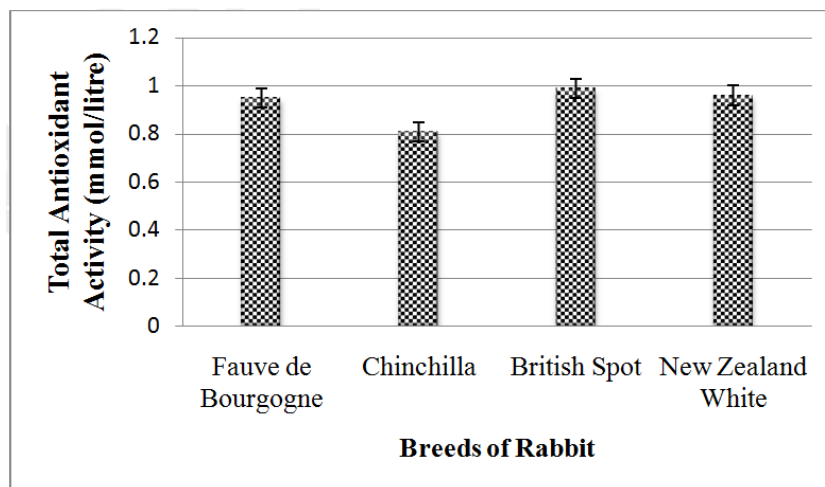 Total Antioxidant
Activity (mmol/litre)
1.2
1
0.8
0.6
0.4
0.2
0
Fauve de
Bourgogne
Chinchilla
British Spot
New Zealand
White
Breeds of Rabbit